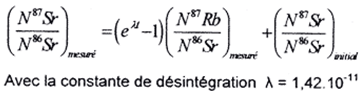 (N⁸⁷Sr / N⁸⁶Sr)mesuré = (e^λt − 1) (N⁸⁷Rb / N⁸⁶Sr)mesuré + (N⁸⁷Sr / N⁸⁶Sr)initial
Avec la constante de désintégration λ = 1,42.10⁻¹¹